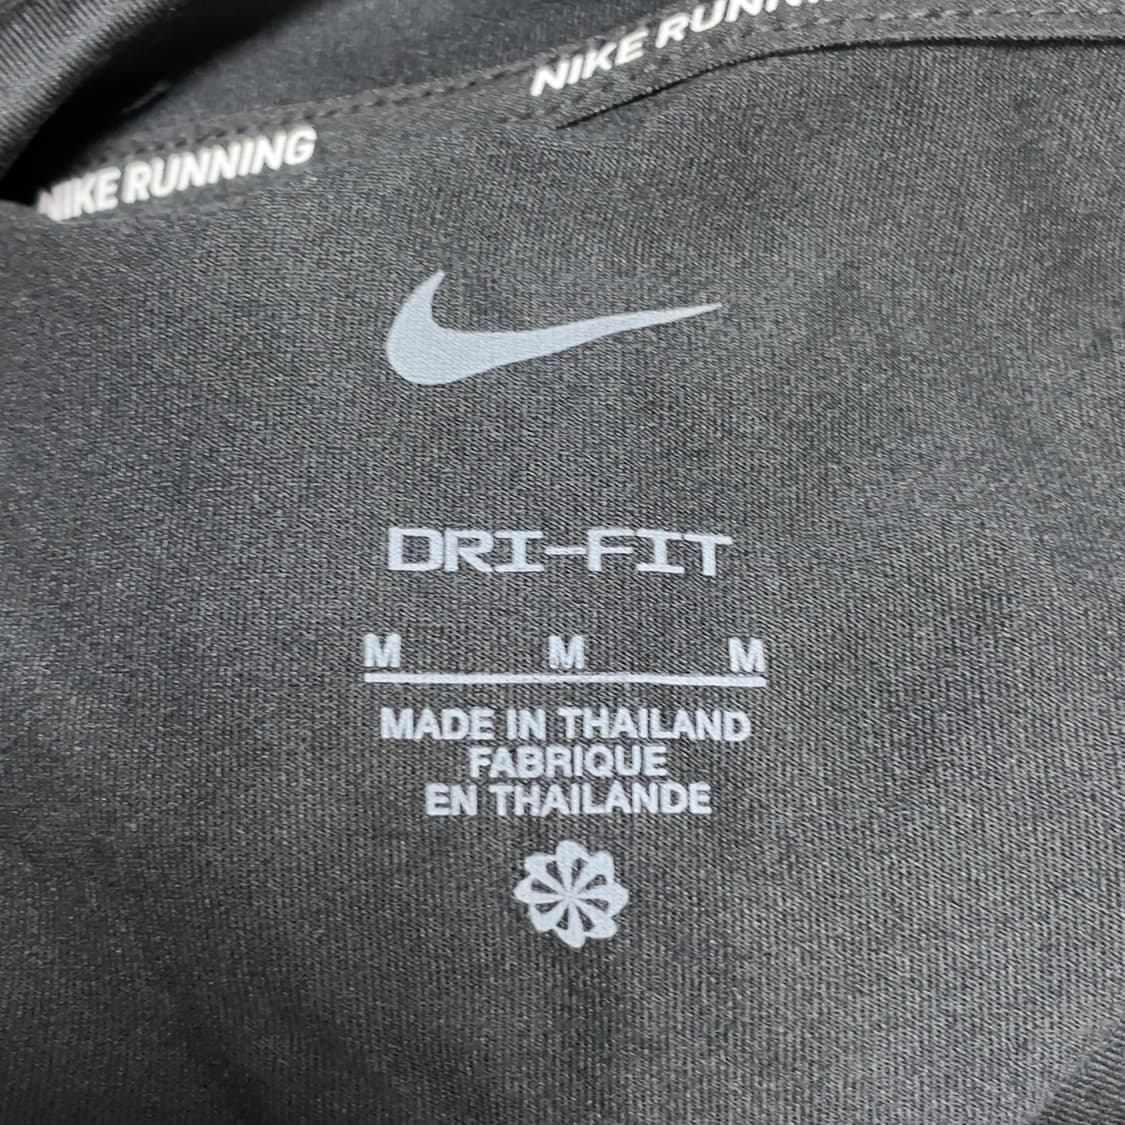 NIKE RUNNING
NIKE RUNNING
DRI-FIT
M M M
MADE IN THAILAND
FABRIQUE
EN THAILANDE